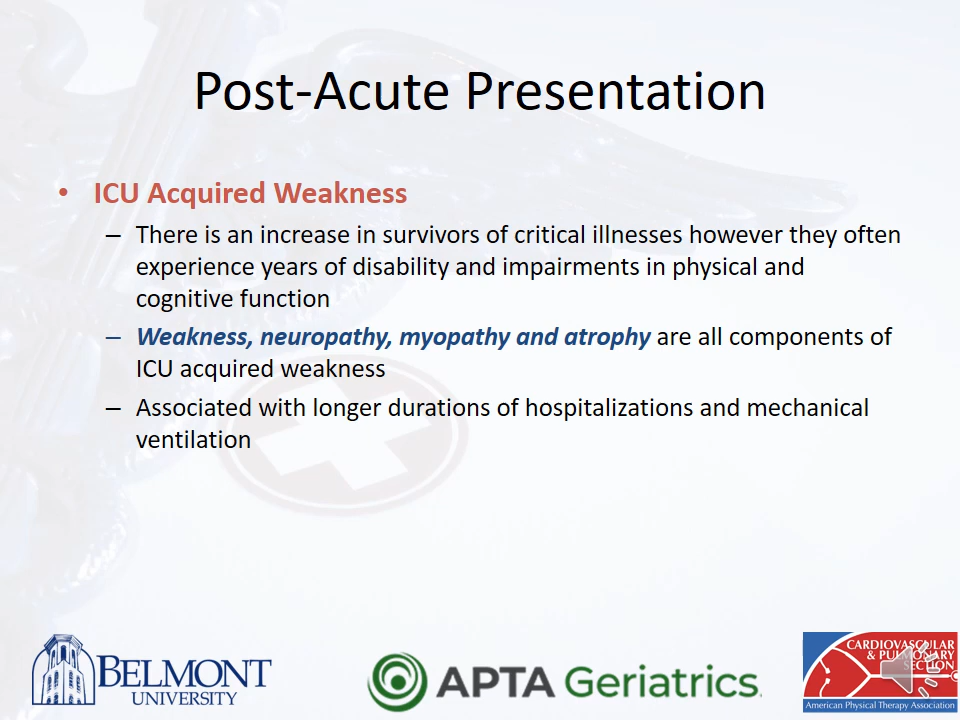 Post-Acute Presentation
• ICU Acquired Weakness
– There is an increase in survivors of critical illnesses however they often
experience years of disability and impairments in physical and
cognitive function
– Weakness, neuropathy, myopathy and atrophy are all components of
ICU acquired weakness
– Associated with longer durations of hospitalizations and mechanical
ventilation
BELMONT
UNIVERSITY
APTA Geriatrics
CARDIOVASCULAR
& PULMONARY
SECTION
American Physical Therapy Association